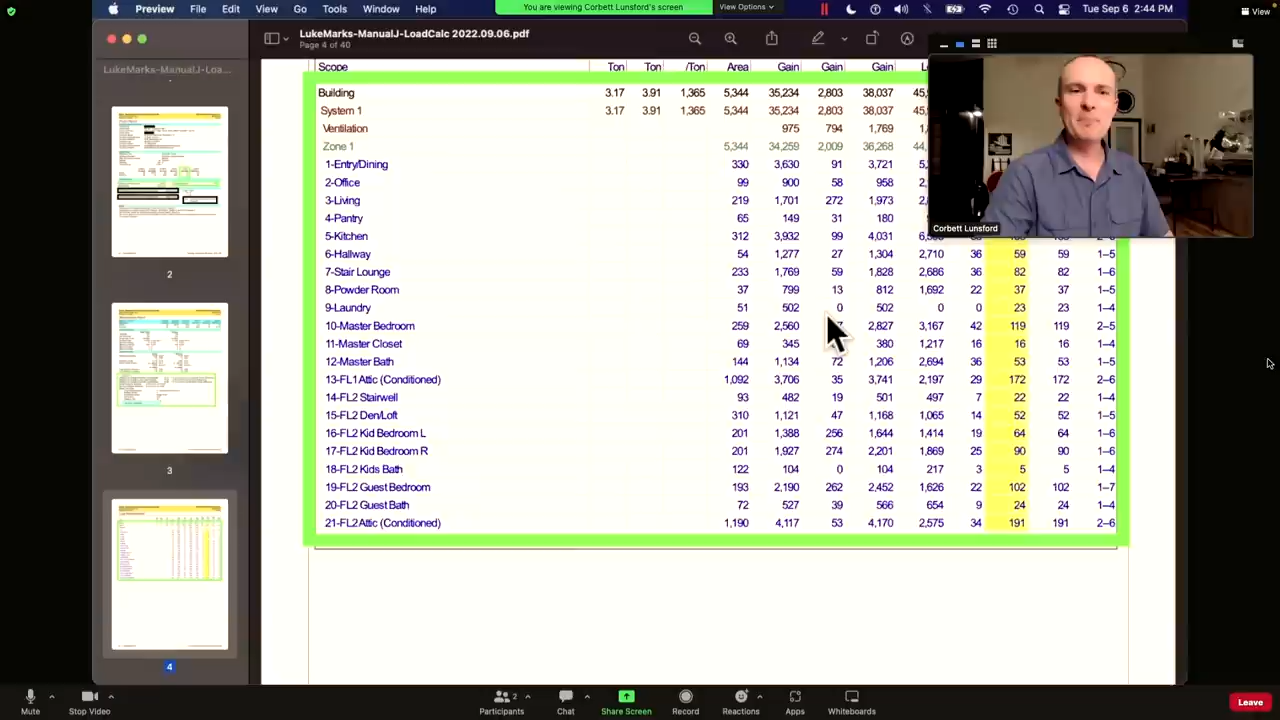 Preview File Edit View Go Tools Window Help
You are viewing Corbett Lunsford's screen
View Options
Tue Sep 6 2:44 PM
View
LukeMarks-ManualJ-LoadCalc 2022.09.06.pdf
Page 4 of 40
LukeMarks-ManualJ-Loa...
Scope Ton Ton /Ton Area Gain Gain Gain
Building 3.17 3.91 1,365 5,344 35,234 2,803 38,037
System 1 3.17 3.91 1,365 5,344 35,234 2,803 38,037
Ventilation 975 794 1,769
Zone 1 5,344 34,259 2,009 36,268
1-Entry/Dining 330 3,630 91 3,721
2-Office 99 900 58 958
3-Living 219 1,701 272 1,973
4-Pantry 65 149 31 180
5-Kitchen 312 3,932 99 4,031
6-Hallway 54 1,277 27 1,304 2,710 36 59 59 1–5
7-Stair Lounge 233 1,769 59 1,828 2,686 36 82 82 1–6
8-Powder Room 37 799 13 812 1,692 22 37 37 1–5
9-Laundry 51 502 0 502 0 0 23 23 1–4
10-Master Bedroom 259 2,560 2,827 3,167 42 119 119 2–5
11-Master Closet 69 345 380 1,217 16 16 16 1–4
12-Master Bath 144 1,134 72 1,206 2,694 36 53 53 1–5
13-FL1 Attic (Conditioned) 1,092 3,706 35 3,741 2,197 29 172 172 2–6
14-FL2 Stairwell 93 482 19 501 497 7 22 22 1–4
15-FL2 Den/Loft 310 1,121 47 1,168 1,065 14 52 52 1–5
16-FL2 Kid Bedroom L 201 1,388 256 1,644 1,414 19 64 64 1–6
17-FL2 Kid Bedroom R 201 1,927 274 2,201 1,869 25 90 90 1–6
18-FL2 Kids Bath 122 104 0 104 217 3 5 5 1–4
19-FL2 Guest Bedroom 193 2,190 262 2,452 1,626 22 102 102 1–7
20-FL2 Guest Bath 72 527 39 566 654 9 24 24 1–4
21-FL2 Attic (Conditioned) 1,190 4,117 53 4,170 2,575 34 191 191 2–6
Corbett Lunsford
2
3
4
Mute Stop Video Participants 2 Chat Share Screen Record Reactions Apps Whiteboards Leave